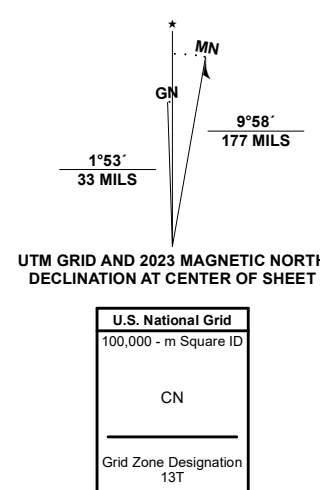 ★
MN
GN
9°58´
177 MILS
1°53´
33 MILS
UTM GRID AND 2023 MAGNETIC NORTH
DECLINATION AT CENTER OF SHEET
U.S. National Grid
100,000 - m Square ID
CN
Grid Zone Designation
13T